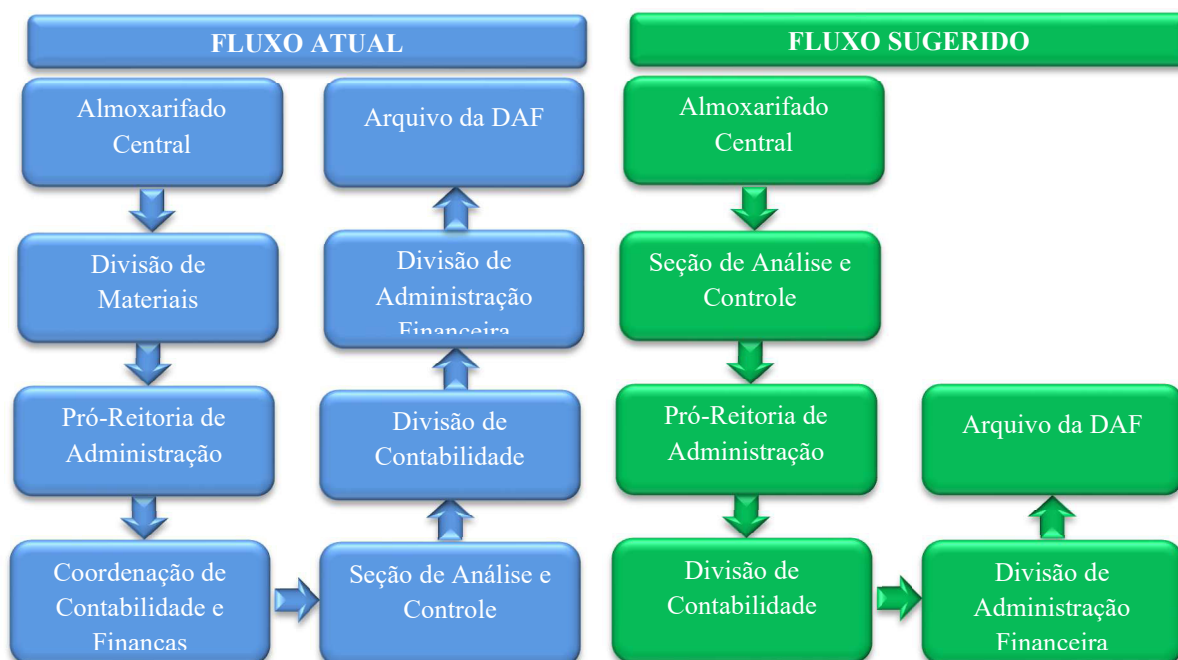 FLUXO ATUAL
Almoxarifado
Central
Divisão de
Materiais
Pró-Reitoria de
Administração
Coordenação de
Contabilidade e
Financas
Seção de Análise e
Controle
Divisão de
Contabilidade
Divisão de
Administração
Financeira
Arquivo da DAF
FLUXO SUGERIDO
Almoxarifado
Central
Seção de Análise e
Controle
Pró-Reitoria de
Administração
Divisão de
Contabilidade
Divisão de
Administração
Financeira
Arquivo da DAF